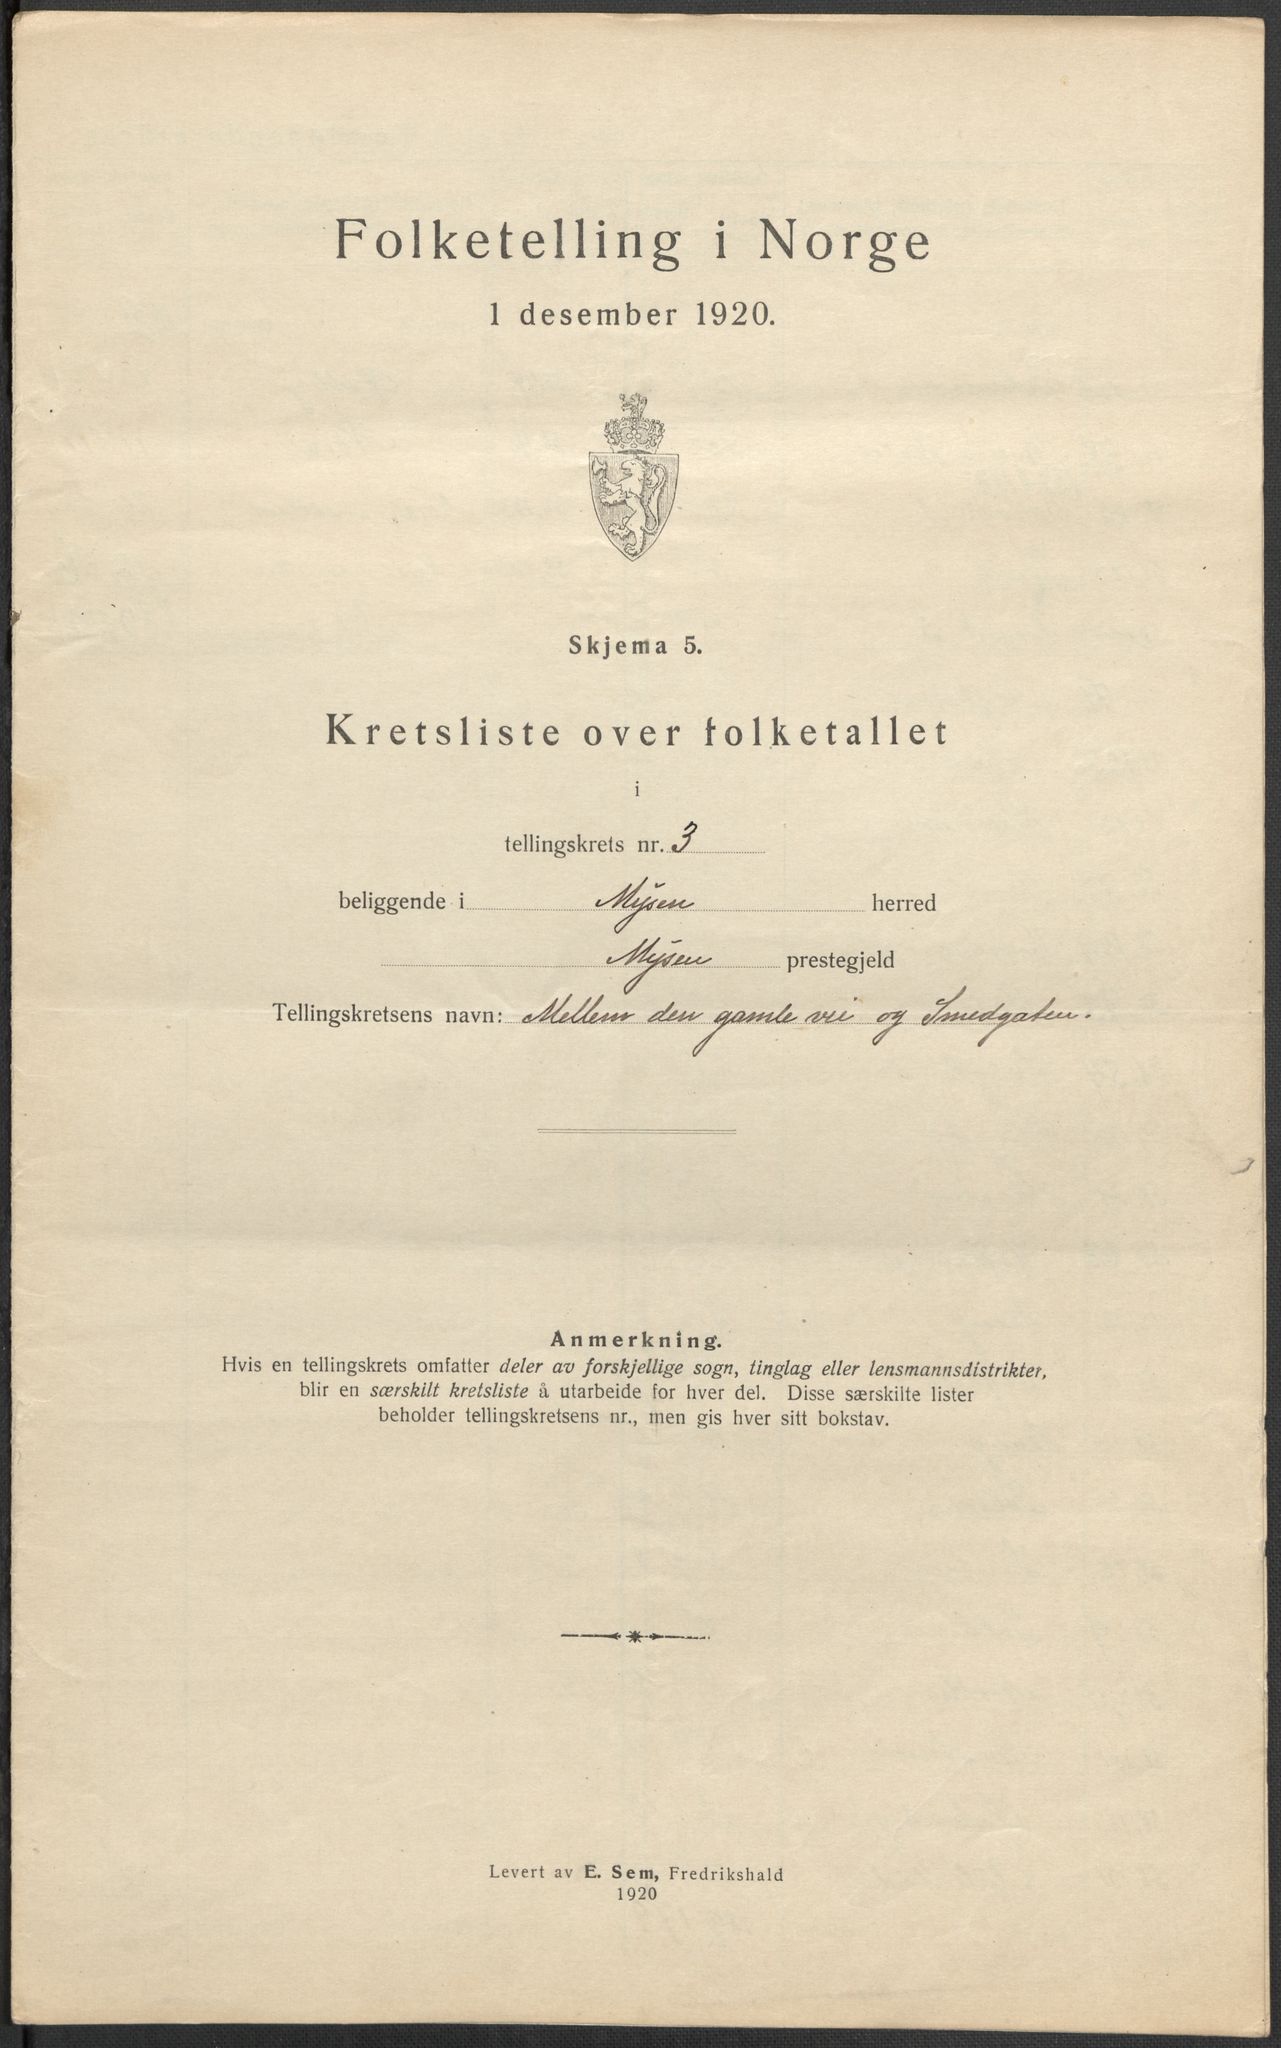 Folketelling i Norge
1 desember 1920.
Skjema 5.
Kretsliste over folketallet
i
tellingskrets nr. 3
beliggende i Mysen herred
Mysen prestegjeld
Tellingskretsens navn: Mellem den gamle vei og Smedgaten.
3
Anmerkning.
Hvis en tellingskrets omfatter deler av forskjellige sogn, tinglag eller lensmannsdistrikter,
blir en særskilt kretsliste å utarbeide for hver del. Disse særskilte lister
beholder tellingskretsens nr., men gis hver sitt bokstav.
Levert av E. Sem, Fredrikshald
1920